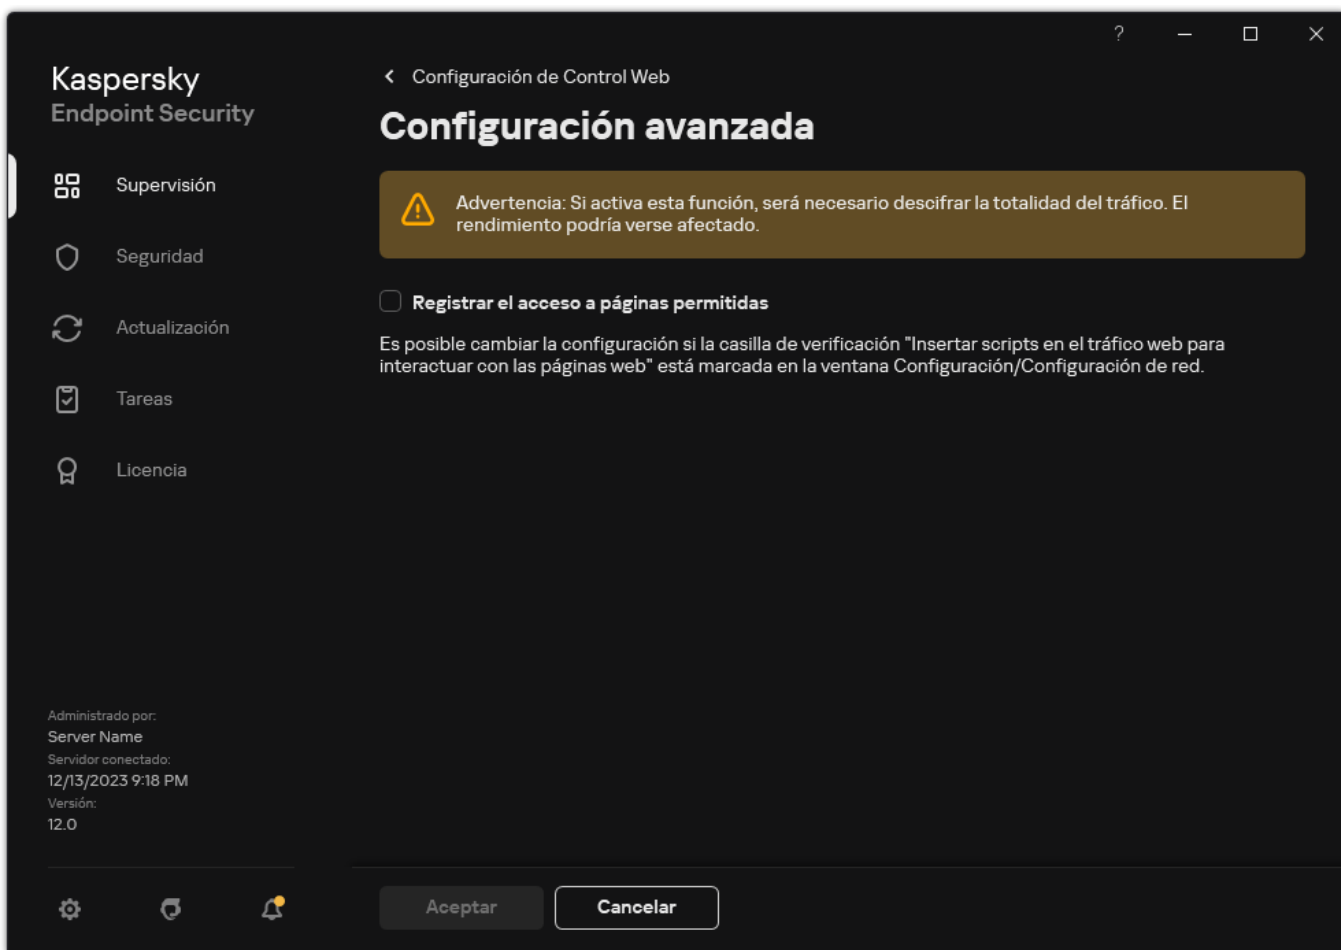 ?
Kaspersky
Endpoint Security
Supervisión
Seguridad
Actualización
Tareas
Licencia
Administrado por:
Server Name
Servidor conectado:
12/13/2023 9:18 PM
Versión:
12.0
Configuración de Control Web
Configuración avanzada
Advertencia: Si activa esta función, será necesario descifrar la totalidad del tráfico. El
rendimiento podría verse afectado.
Registrar el acceso a páginas permitidas
Es posible cambiar la configuración si la casilla de verificación "Insertar scripts en el tráfico web para
interactuar con las páginas web" está marcada en la ventana Configuración/Configuración de red.
Aceptar
Cancelar